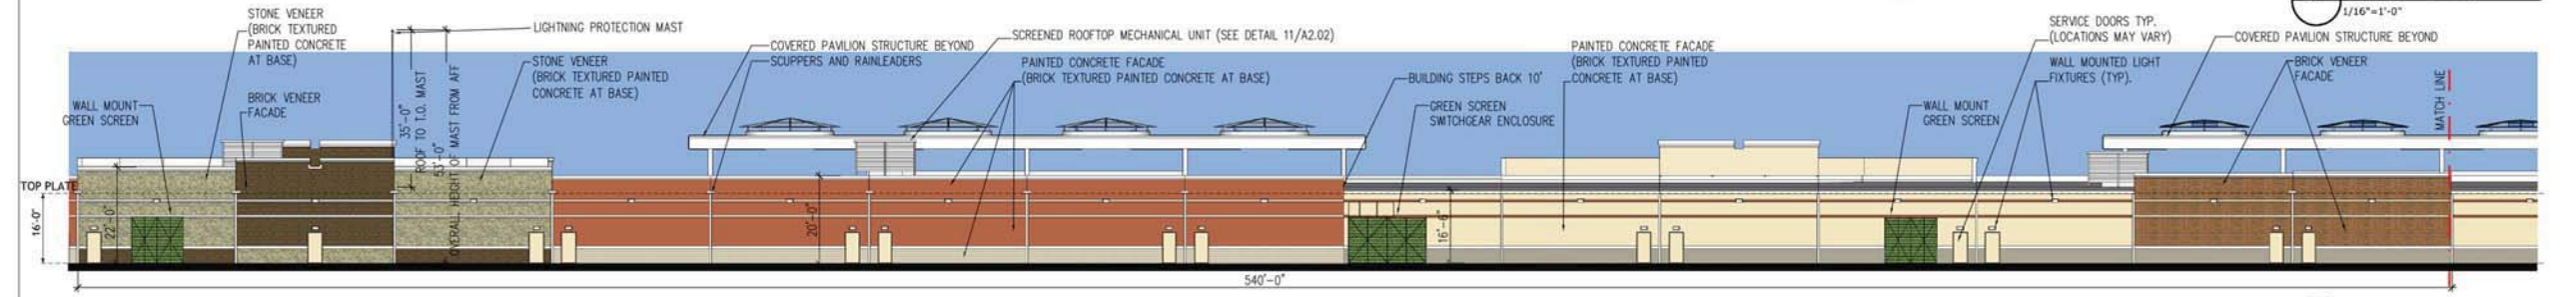 1/16"=1'-0"
STONE VENEER
(BRICK TEXTURED
PAINTED CONCRETE
AT BASE)
LIGHTNING PROTECTION MAST
STONE VENEER
(BRICK TEXTURED PAINTED
CONCRETE AT BASE)
COVERED PAVILION STRUCTURE BEYOND
SCUPPERS AND RAINLEADERS
SCREENED ROOFTOP MECHANICAL UNIT (SEE DETAIL 11/A2.02)
PAINTED CONCRETE FACADE
(BRICK TEXTURED PAINTED CONCRETE AT BASE)
BUILDING STEPS BACK 10'
GREEN SCREEN
SWITCHGEAR ENCLOSURE
PAINTED CONCRETE FACADE
(BRICK TEXTURED PAINTED
CONCRETE AT BASE)
SERVICE DOORS TYP.
(LOCATIONS MAY VARY)
WALL MOUNTED LIGHT
FIXTURES (TYP).
WALL MOUNT
GREEN SCREEN
COVERED PAVILION STRUCTURE BEYOND
BRICK VENEER
FACADE
MATCH LINE
WALL MOUNT
GREEN SCREEN
BRICK VENEER
FACADE
35'-0"
ROOF TO T.O. MAST
53'-0"
OVERALL HEIGHT OF MAST FROM AFF
TOP PLATE
16'-0"
22'-0"
20'-0"
16'-6"
540'-0"